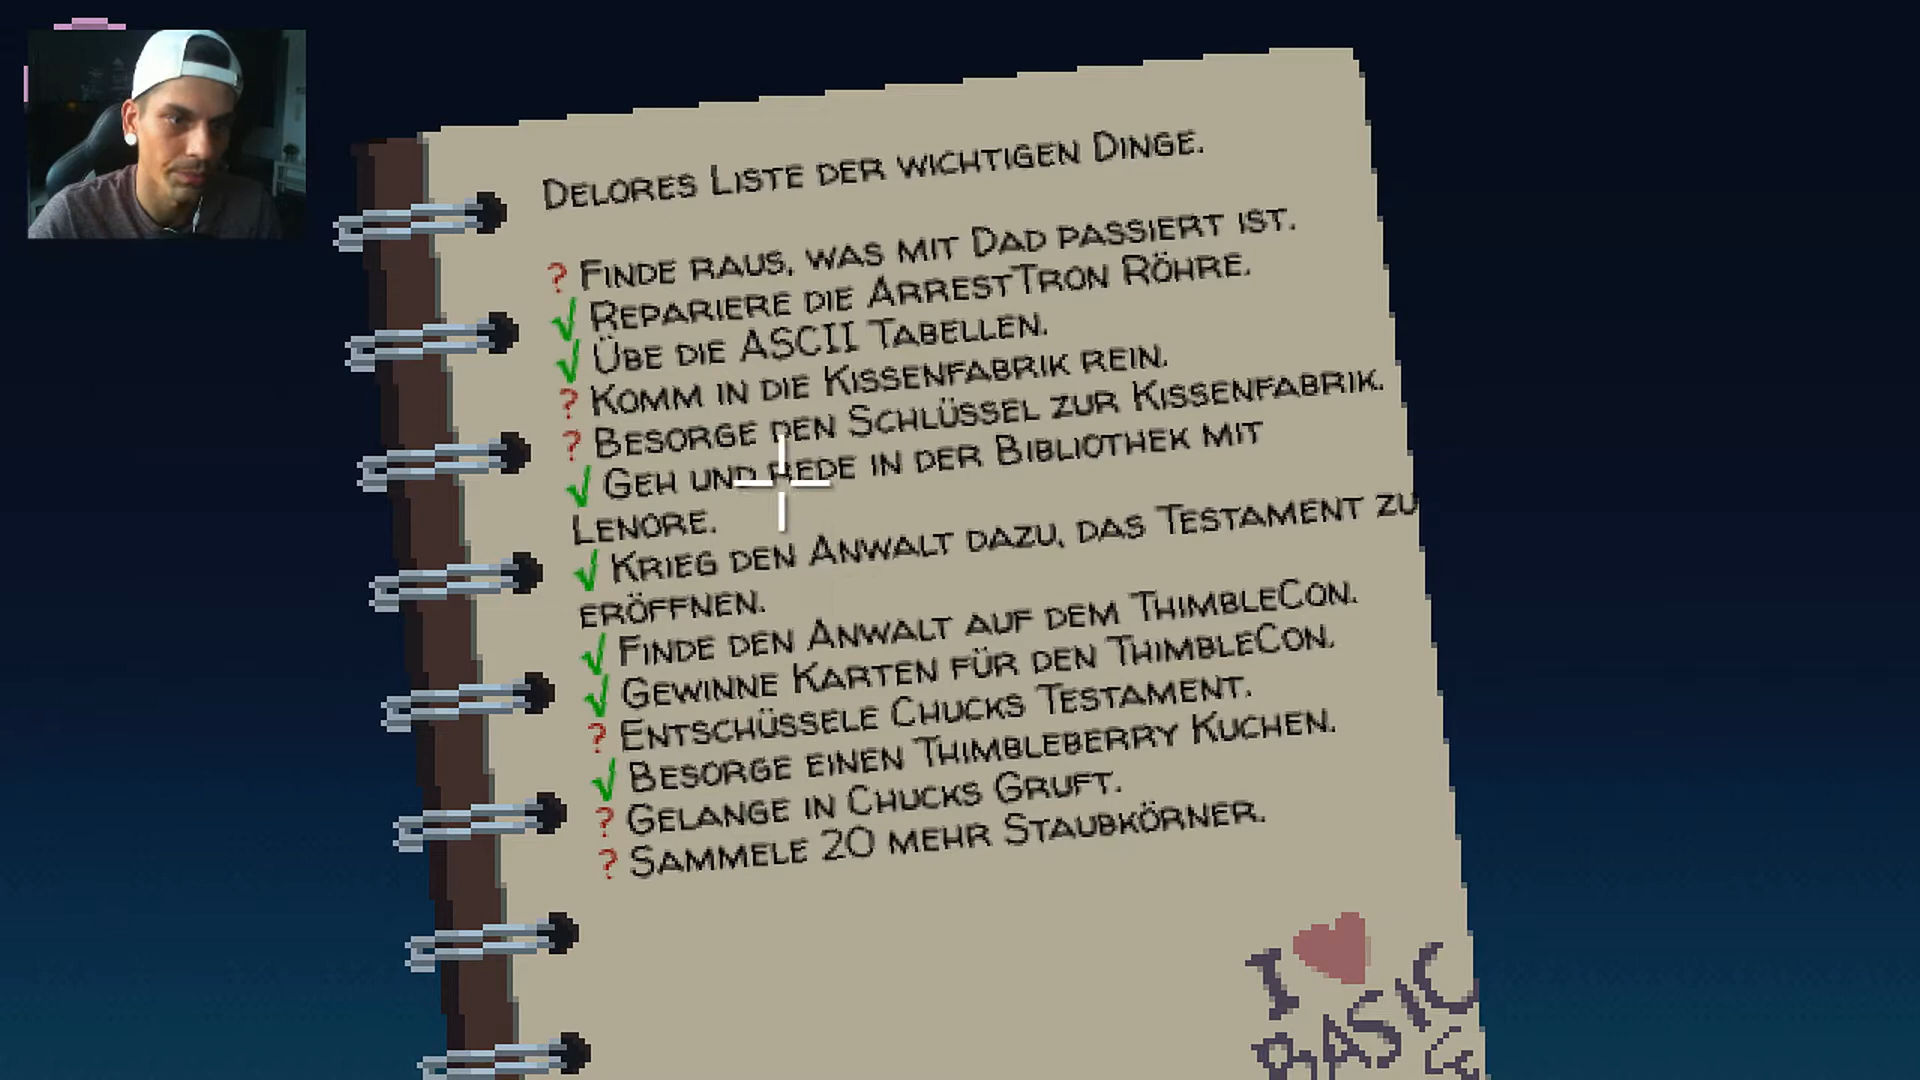 Delores Liste der wichtigen Dinge.
? Finde raus, was mit Dad passiert ist.
√ Repariere die ArrestTron Röhre.
√ Übe die ASCII Tabellen.
? Komm in die Kissenfabrik rein.
? Besorge den Schlüssel zur Kissenfabrik.
√ Geh und rede in der Bibliothek mit
Lenore.
√ Krieg den Anwalt dazu, das Testament zu
eröffnen.
√ Finde den Anwalt auf dem ThimbleCon.
√ Gewinne Karten für den ThimbleCon.
? Entschüssele Chucks Testament.
√ Besorge einen Thimbleberry Kuchen.
? Gelange in Chucks Gruft.
? Sammele 20 mehr Staubkörner.
I ❤
BASIC